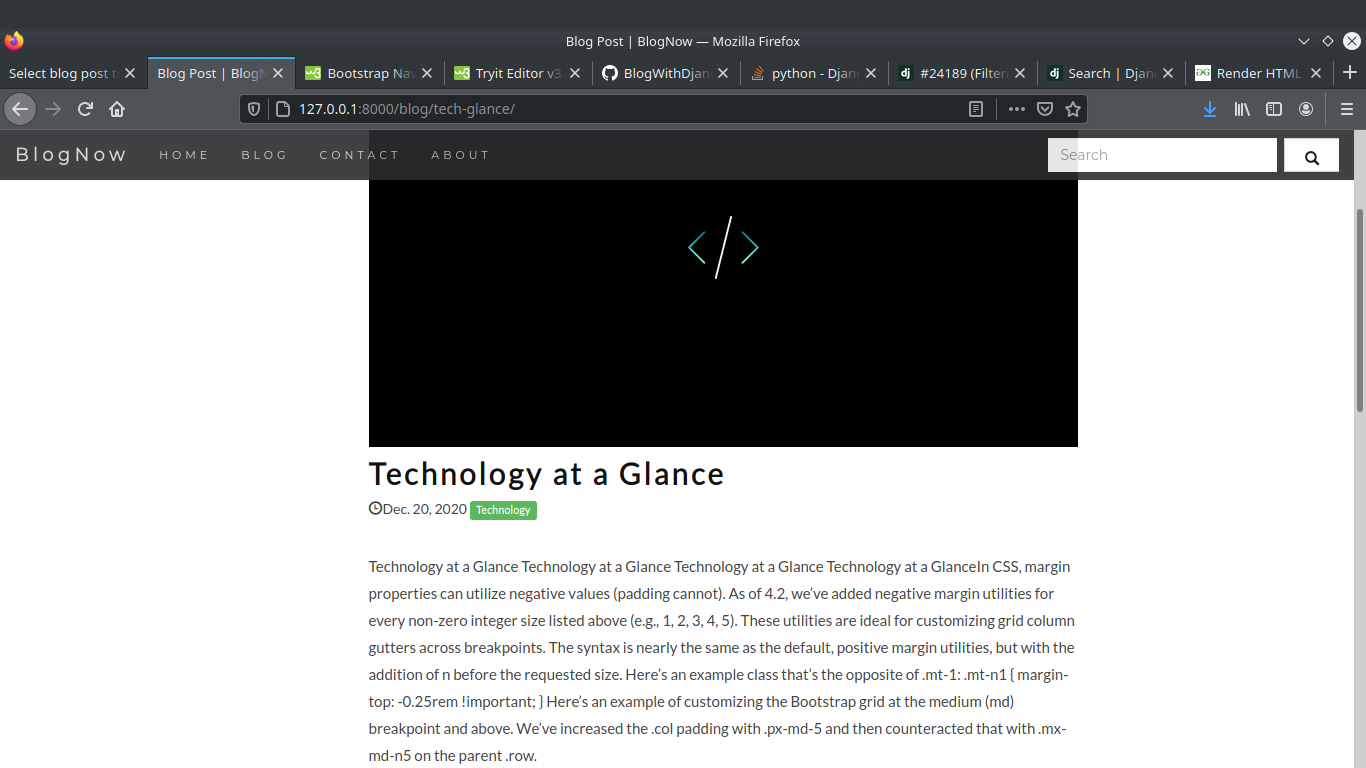 Blog Post | BlogNow — Mozilla Firefox
Select blog post t
Blog Post | BlogN
Bootstrap Nav
Tryit Editor v3
BlogWithDjan
python - Djan
#24189 (Filteri
Search | Djan
Render HTML
127.0.0.1:8000/blog/tech-glance/
BlogNow HOME BLOG CONTACT ABOUT Search
</>
Technology at a Glance
Dec. 20, 2020 Technology
Technology at a Glance Technology at a Glance Technology at a Glance Technology at a GlanceIn CSS, margin
properties can utilize negative values (padding cannot). As of 4.2, we’ve added negative margin utilities for
every non-zero integer size listed above (e.g., 1, 2, 3, 4, 5). These utilities are ideal for customizing grid column
gutters across breakpoints. The syntax is nearly the same as the default, positive margin utilities, but with the
addition of n before the requested size. Here’s an example class that’s the opposite of .mt-1: .mt-n1 { margin-
top: -0.25rem !important; } Here’s an example of customizing the Bootstrap grid at the medium (md)
breakpoint and above. We’ve increased the .col padding with .px-md-5 and then counteracted that with .mx-
md-n5 on the parent .row.